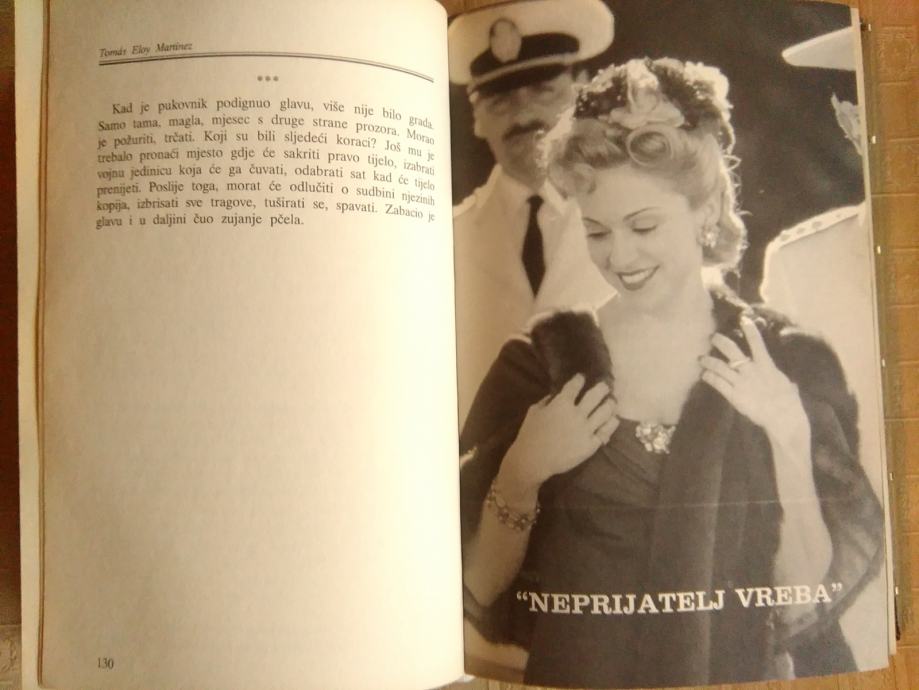 Tomás Eloy Martínez
***
Kad je pukovnik podignuo glavu, više nije bilo grada.
Samo tama, magla, mjesec s druge strane prozora. Morao
je požuriti, trčati. Koji su bili sljedeći koraci? Još mu je
trebalo pronaći mjesto gdje će sakriti pravo tijelo, izabrati
vojnu jedinicu koja će ga čuvati, odabrati sat kad će tijelo
prenijeti. Poslije toga, morat će odlučiti o sudbini njezinih
kopija, izbrisati sve tragove, tuširati se, spavati. Zabacio je
glavu i u daljini čuo zujanje pčela.
130
“NEPRIJATELJ VREBA”